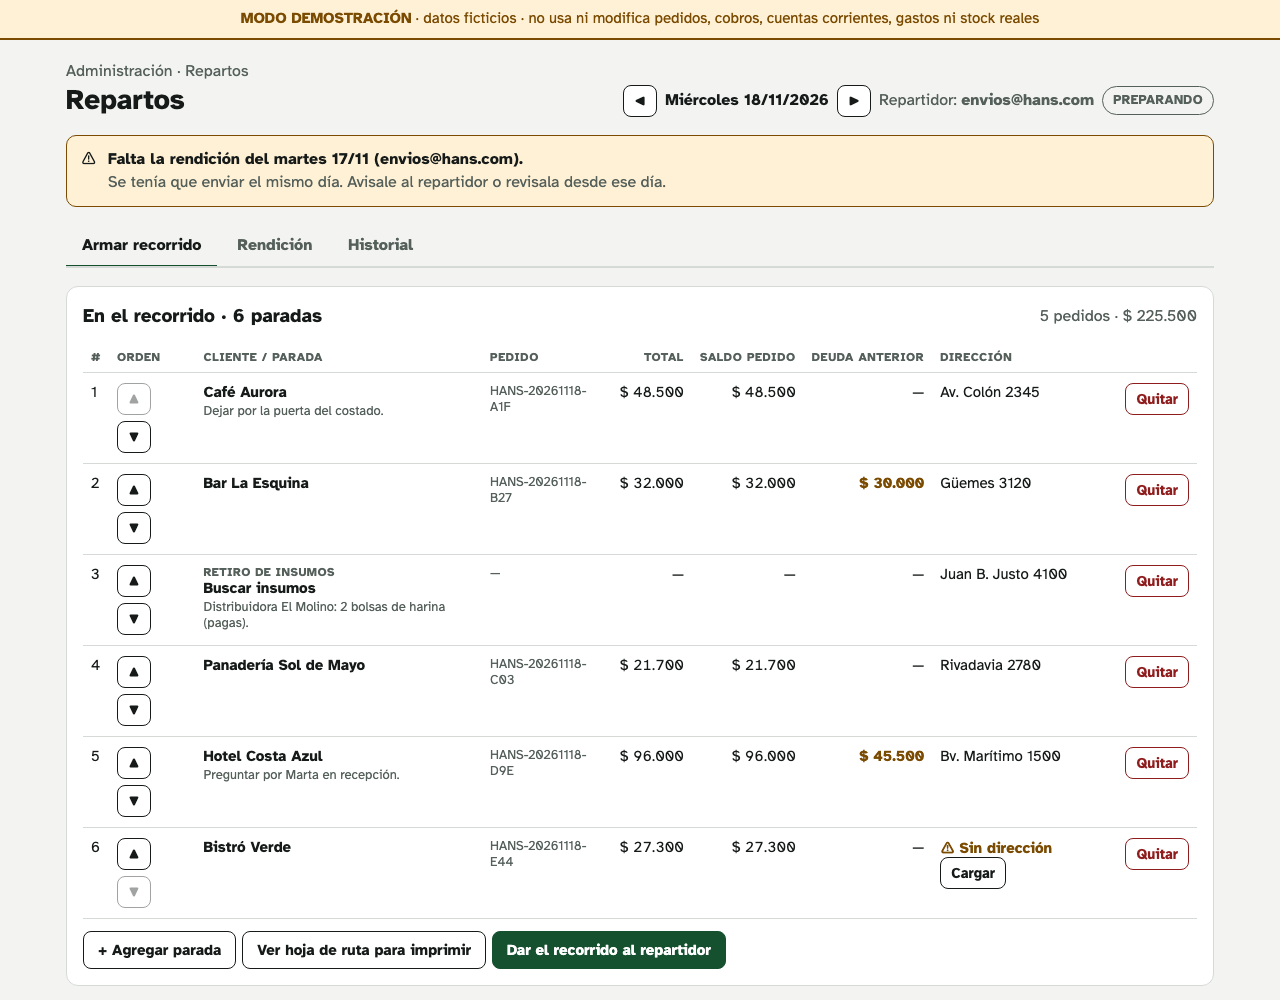 MODO DEMOSTRACIÓN · datos ficticios · no usa ni modifica pedidos, cobros, cuentas corrientes, gastos ni stock reales
Administración · Repartos
Repartos
◄ Miércoles 18/11/2026 ► Repartidor: envios@hans.com PREPARANDO
⚠ Falta la rendición del martes 17/11 (envios@hans.com).
Se tenía que enviar el mismo día. Avisale al repartidor o revisala desde ese día.
Armar recorrido Rendición Historial
En el recorrido · 6 paradas 5 pedidos · $ 225.500
# ORDEN CLIENTE / PARADA PEDIDO TOTAL SALDO PEDIDO DEUDA ANTERIOR DIRECCIÓN
1 ▲ Café Aurora HANS-20261118- $ 48.500 $ 48.500 — Av. Colón 2345 Quitar
Dejar por la puerta del costado. A1F
▼
2 ▲ Bar La Esquina HANS-20261118- $ 32.000 $ 32.000 $ 30.000 Güemes 3120 Quitar
B27
▼
3 ▲ RETIRO DE INSUMOS — — — — Juan B. Justo 4100 Quitar
Buscar insumos
▼ Distribuidora El Molino: 2 bolsas de harina
(pagas).
4 ▲ Panadería Sol de Mayo HANS-20261118- $ 21.700 $ 21.700 — Rivadavia 2780 Quitar
C03
▼
5 ▲ Hotel Costa Azul HANS-20261118- $ 96.000 $ 96.000 $ 45.500 Bv. Marítimo 1500 Quitar
Preguntar por Marta en recepción. D9E
▼
6 ▲ Bistró Verde HANS-20261118- $ 27.300 $ 27.300 — ⚠ Sin dirección Quitar
E44 Cargar
▼
+ Agregar parada Ver hoja de ruta para imprimir Dar el recorrido al repartidor